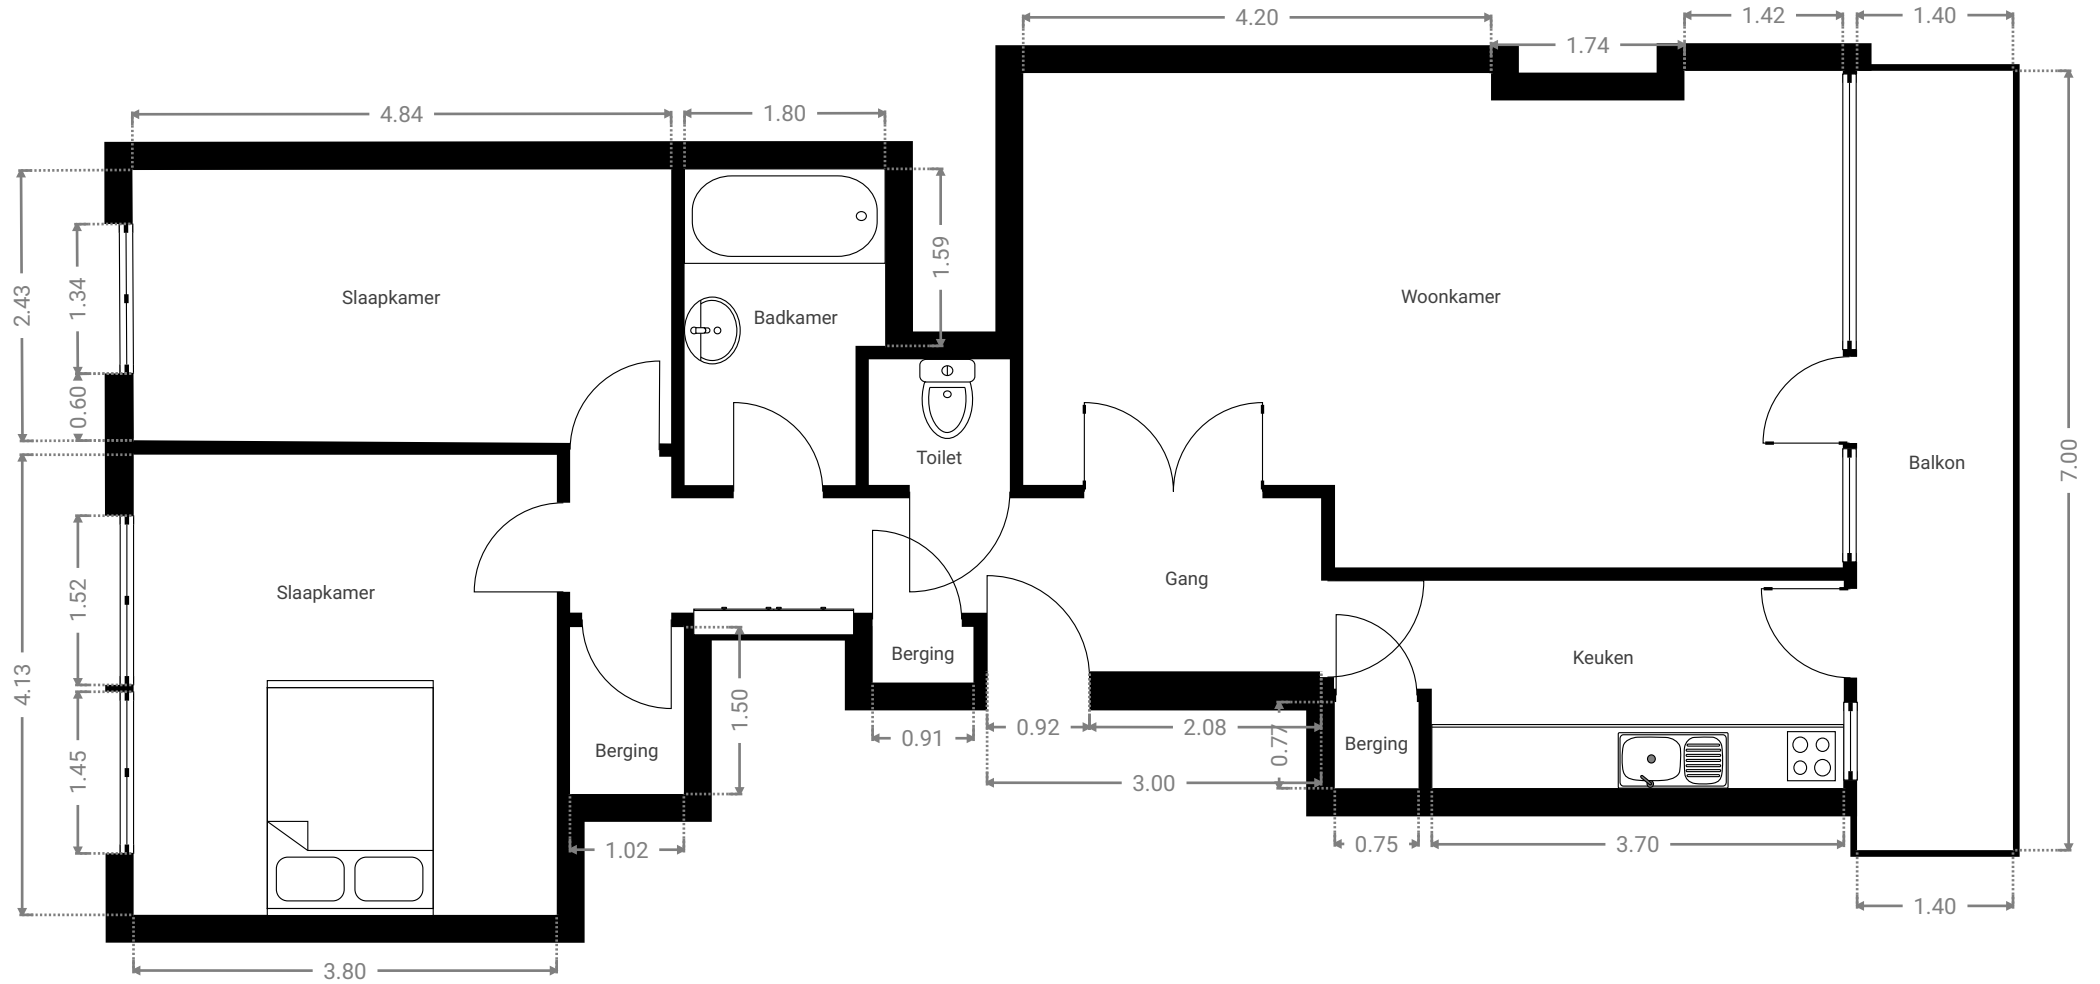 4.20
1.42
1.40
1.74
4.84
1.80
2.43
1.34
0.60
1.59
Slaapkamer
Badkamer
Woonkamer
Toilet
Balkon
7.00
4.13
1.52
1.45
Slaapkamer
Gang
Berging
Keuken
Berging
1.50
0.91
0.92
2.08
0.77
Berging
3.00
1.02
0.75
3.70
1.40
3.80